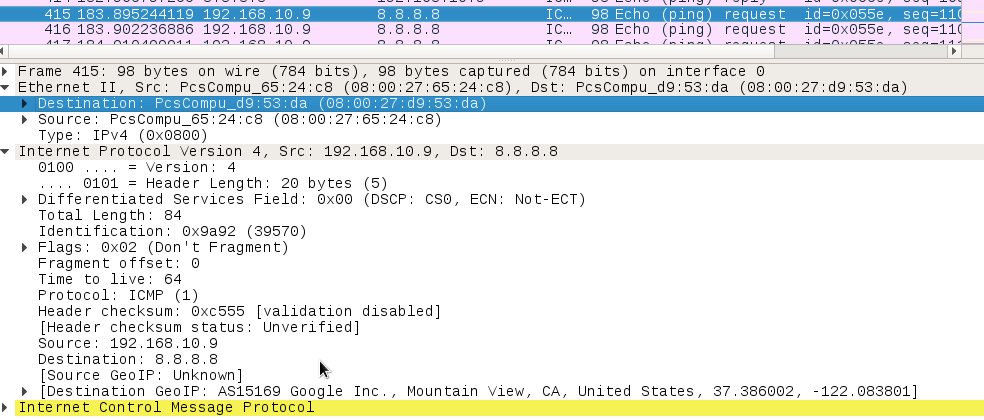 415 183.895244119 192.168.10.9 8.8.8.8 IC… 98 Echo (ping) request id=0x055e, seq=110
416 183.902236886 192.168.10.9 8.8.8.8 IC… 98 Echo (ping) request id=0x055e, seq=110
Frame 415: 98 bytes on wire (784 bits), 98 bytes captured (784 bits) on interface 0
Ethernet II, Src: PcsCompu_65:24:c8 (08:00:27:65:24:c8), Dst: PcsCompu_d9:53:da (08:00:27:d9:53:da)
Destination: PcsCompu_d9:53:da (08:00:27:d9:53:da)
Source: PcsCompu_65:24:c8 (08:00:27:65:24:c8)
Type: IPv4 (0x0800)
Internet Protocol Version 4, Src: 192.168.10.9, Dst: 8.8.8.8
0100 .... = Version: 4
.... 0101 = Header Length: 20 bytes (5)
Differentiated Services Field: 0x00 (DSCP: CS0, ECN: Not-ECT)
Total Length: 84
Identification: 0x9a92 (39570)
Flags: 0x02 (Don't Fragment)
Fragment offset: 0
Time to live: 64
Protocol: ICMP (1)
Header checksum: 0xc555 [validation disabled]
[Header checksum status: Unverified]
Source: 192.168.10.9
Destination: 8.8.8.8
[Source GeoIP: Unknown]
[Destination GeoIP: AS15169 Google Inc., Mountain View, CA, United States, 37.386002, -122.083801]
Internet Control Message Protocol